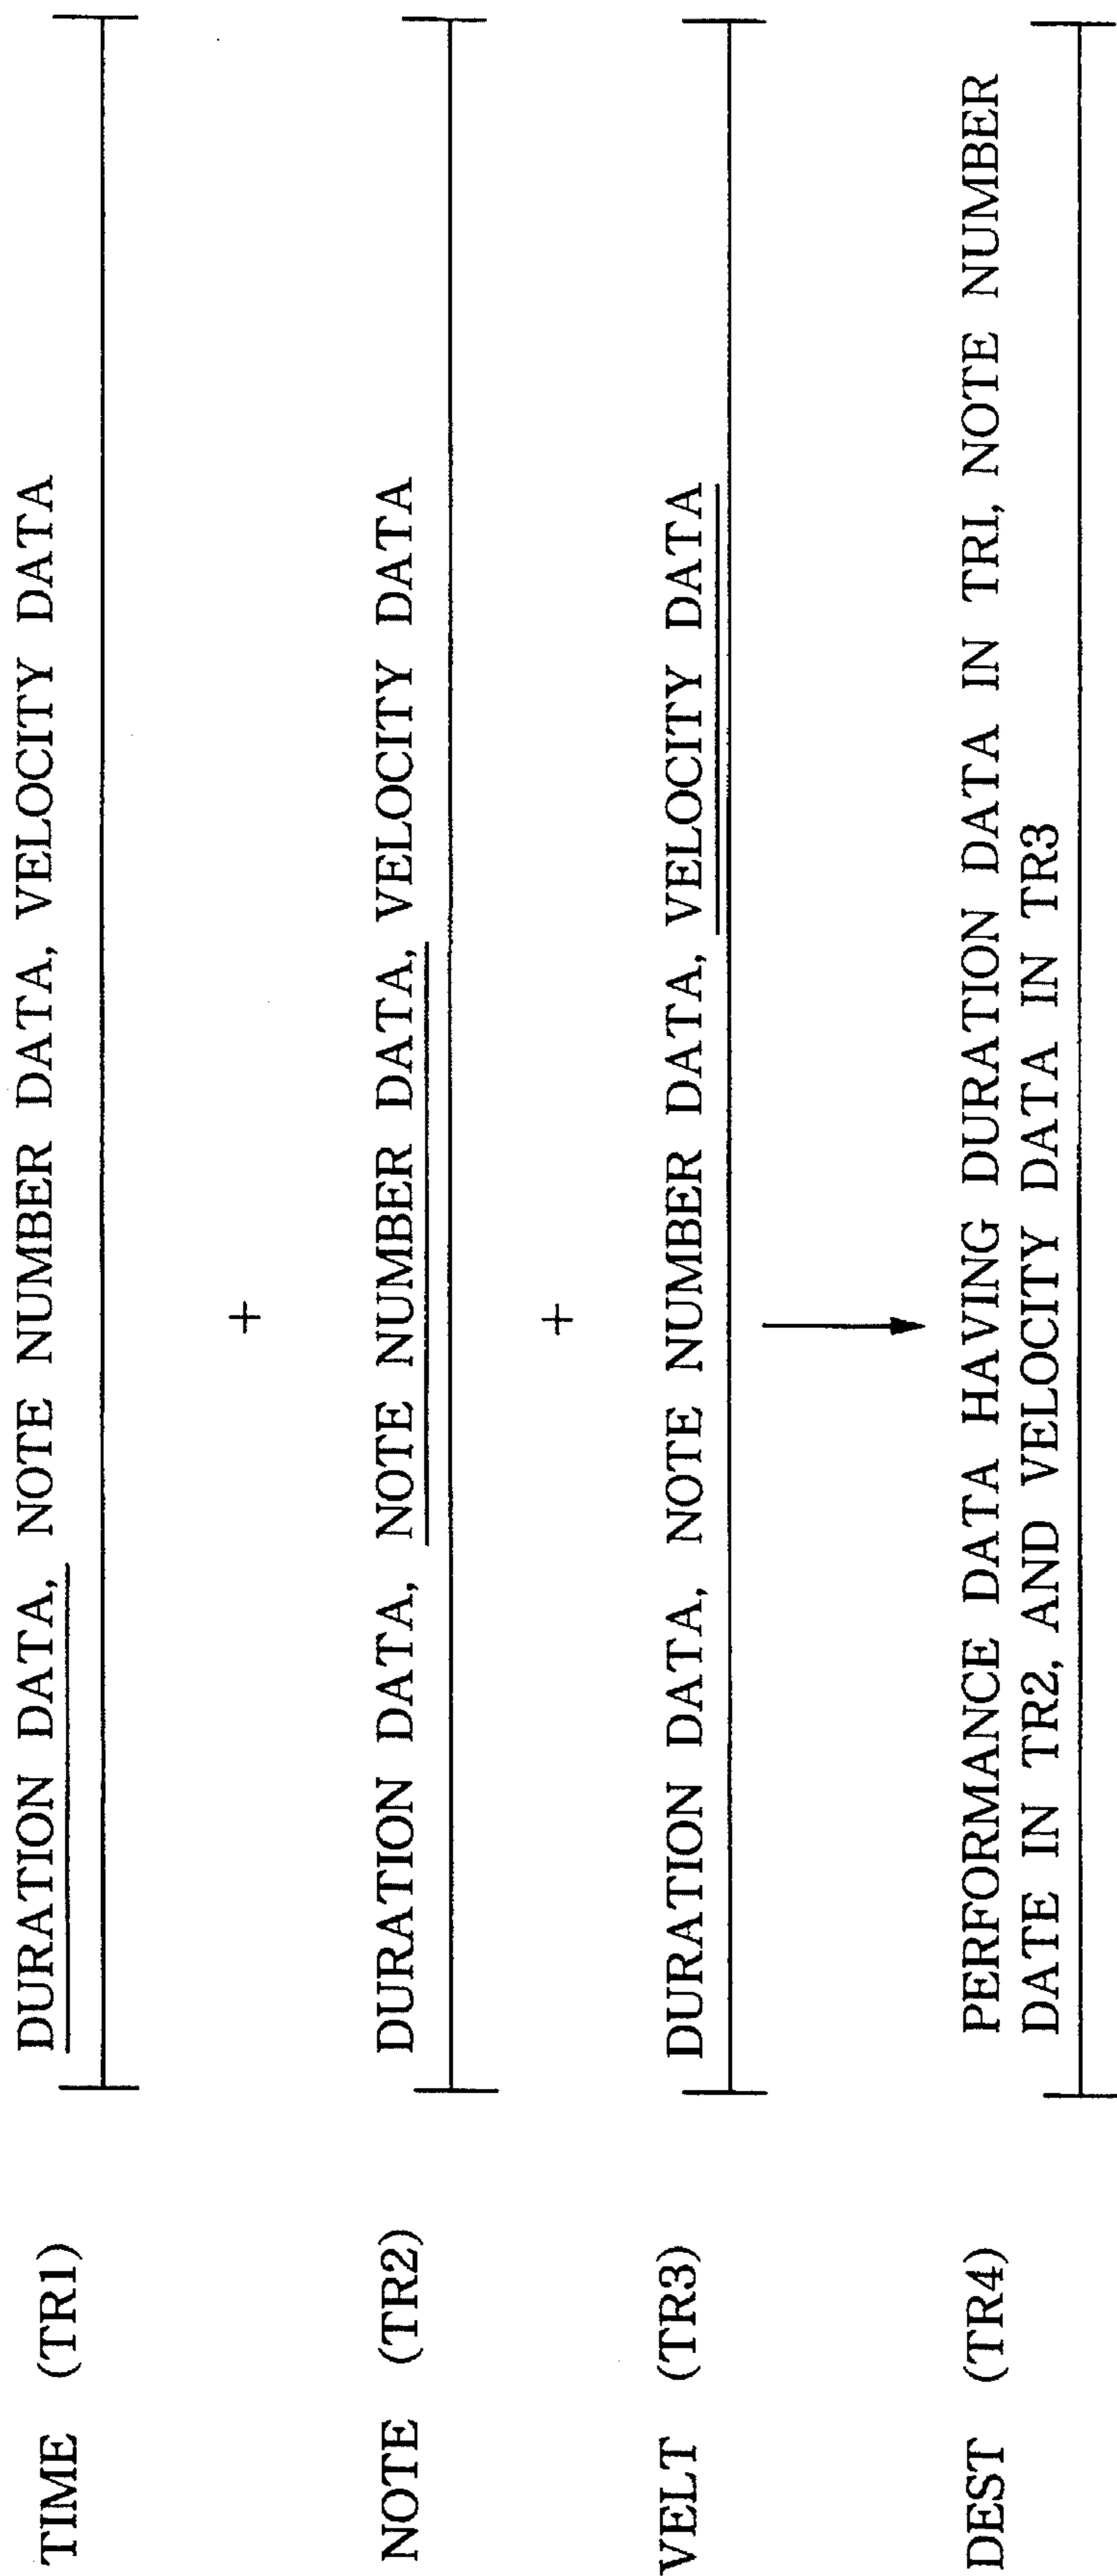 TIME (TR1) DURATION DATA, NOTE NUMBER DATA, VELOCITY DATA
+
NOTE (TR2) DURATION DATA, NOTE NUMBER DATA, VELOCITY DATA
+
VELT (TR3) DURATION DATA, NOTE NUMBER DATA, VELOCITY DATA
DEST (TR4) PERFORMANCE DATA HAVING DURATION DATA IN TRI, NOTE NUMBER
DATE IN TR2, AND VELOCITY DATA IN TR3